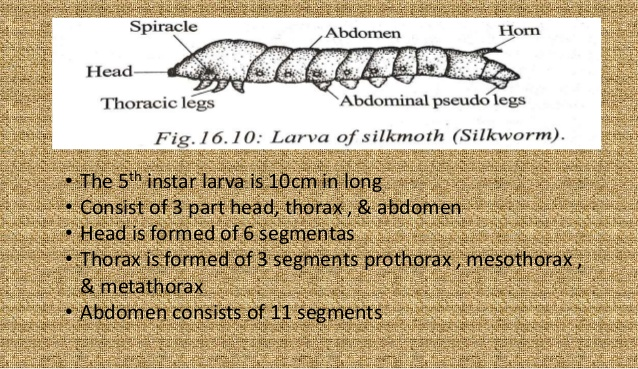 Spiracle
Abdomen
Horn
Head
Thoracic legs
Abdominal pseudo legs
Fig.16.10: Larva of silkmoth (Silkworm).
• The 5th instar larva is 10cm in long
• Consist of 3 part head, thorax , & abdomen
• Head is formed of 6 segmentas
• Thorax is formed of 3 segments prothorax , mesothorax ,
& metathorax
• Abdomen consists of 11 segments